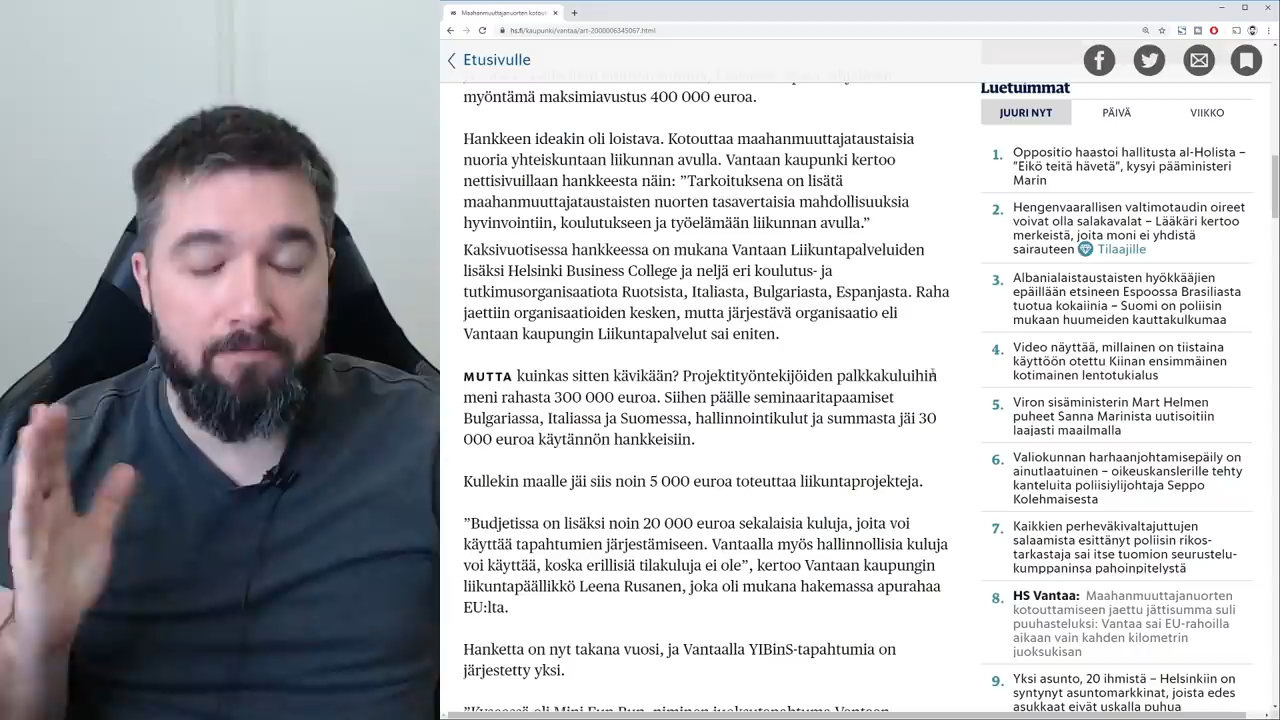 Maahanmuuttajanuorten kotout
hs.fi/kaupunki/vantaa/art-2000006345067.html
Etusivulle
myöntämä maksimiavustus 400 000 euroa.
Hankkeen ideakin oli loistava. Kotouttaa maahanmuuttajataustaisia
nuoria yhteiskuntaan liikunnan avulla. Vantaan kaupunki kertoo
nettisivuillaan hankkeesta näin: ”Tarkoituksena on lisätä
maahanmuuttajataustaisten nuorten tasavertaisia mahdollisuuksia
hyvinvointiin, koulutukseen ja työelämään liikunnan avulla.”
Kaksivuotisessa hankkeessa on mukana Vantaan Liikuntapalveluiden
lisäksi Helsinki Business College ja neljä eri koulutus- ja
tutkimusorganisaatiota Ruotsista, Italiasta, Bulgariasta, Espanjasta. Raha
jaettiin organisaatioiden kesken, mutta järjestävä organisaatio eli
Vantaan kaupungin Liikuntapalvelut sai eniten.
MUTTA kuinkas sitten kävikään? Projektityöntekijöiden palkkakuluihin
meni rahasta 300 000 euroa. Siihen päälle seminaaritapaamiset
Bulgariassa, Italiassa ja Suomessa, hallinnointikulut ja summasta jäi 30
000 euroa käytännön hankkeisiin.
Kullekin maalle jäi siis noin 5 000 euroa toteuttaa liikuntaprojekteja.
”Budjetissa on lisäksi noin 20 000 euroa sekalaisia kuluja, joita voi
käyttää tapahtumien järjestämiseen. Vantaalla myös hallinnollisia kuluja
voi käyttää, koska erillisiä tilakuluja ei ole”, kertoo Vantaan kaupungin
liikuntapäällikkö Leena Rusanen, joka oli mukana hakemassa apurahaa
EU:lta.
Hanketta on nyt takana vuosi, ja Vantaalla YIBinS-tapahtumia on
järjestetty yksi.
”Kyseessä oli Mini Fun Run -niminen juoksutapahtuma Vantaan
Luetuimmat
JUURI NYT PÄIVÄ VIIKKO
1. Oppositio haastoi hallitusta al-Holista –
”Eikö teitä hävetä”, kysyi pääministeri
Marin
2. Hengenvaarallisen valtimotaudin oireet
voivat olla salakavalat – Lääkäri kertoo
merkeistä, joita moni ei yhdistä
sairauteen Tilaajille
3. Albanialaistaustaisten hyökkääjien
epäillään etsineen Espoossa Brasiliasta
tuotua kokaiinia – Suomi on poliisin
mukaan huumeiden kauttakulkumaa
4. Video näyttää, millainen on tiistaina
käyttöön otettu Kiinan ensimmäinen
kotimainen lentotukialus
5. Viron sisäministerin Mart Helmen
puheet Sanna Marinista uutisoitiin
laajasti maailmalla
6. Valiokunnan harhaanjohtamisepäily on
ainutlaatuinen – oikeuskanslerille tehty
kanteluita poliisiylijohtaja Seppo
Kolehmaisesta
7. Kaikkien perheväkivaltajuttujen
salaamista esittänyt poliisin rikos-
tarkastaja sai itse tuomion seurustelu-
kumppaninsa pahoinpitelystä
8. HS Vantaa: Maahanmuuttajanuorten
kotouttamiseen jaettu jättisumma suli
puuhasteluksi: Vantaa sai EU-rahoilla
aikaan vain kahden kilometrin
juoksukisan
9. Yksi asunto, 20 ihmistä – Helsinkiin on
syntynyt asuntomarkkinat, joista edes
asukkaat eivät uskalla puhua